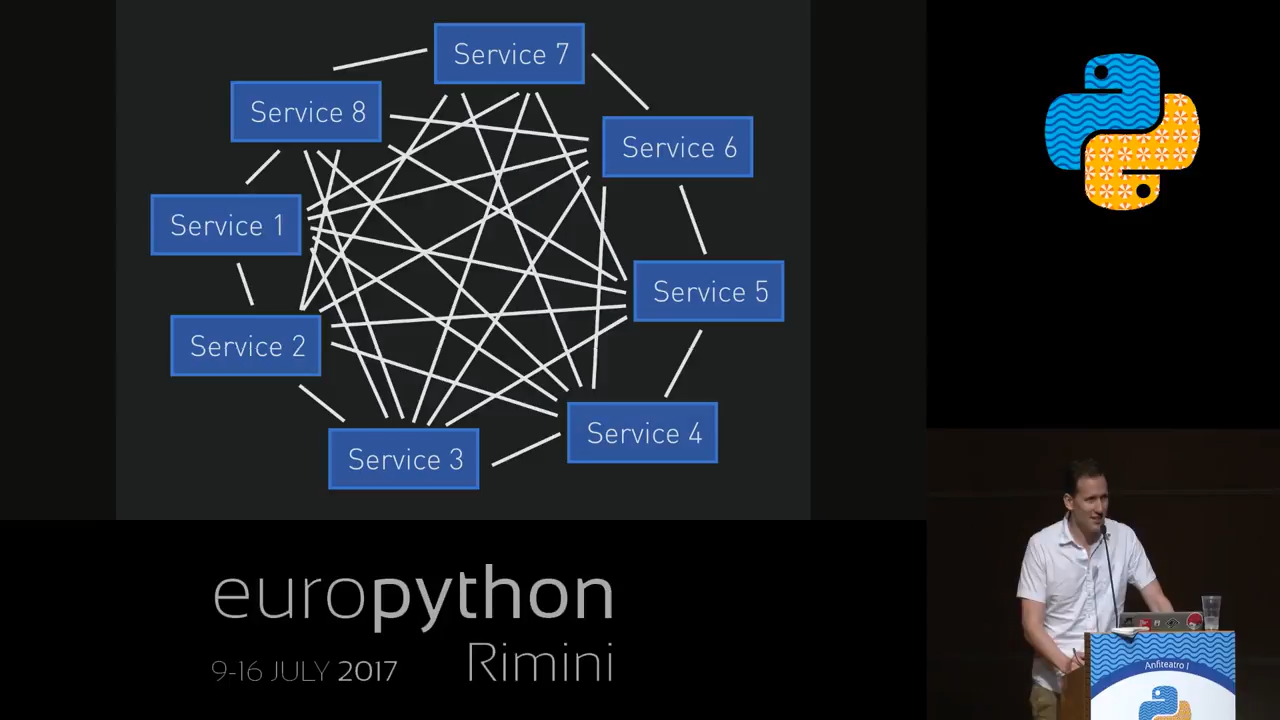 Service 7
Service 8
Service 6
Service 1
Service 5
Service 2
Service 4
Service 3
europython
9-16 JULY 2017
Rimini
Anfiteatro I